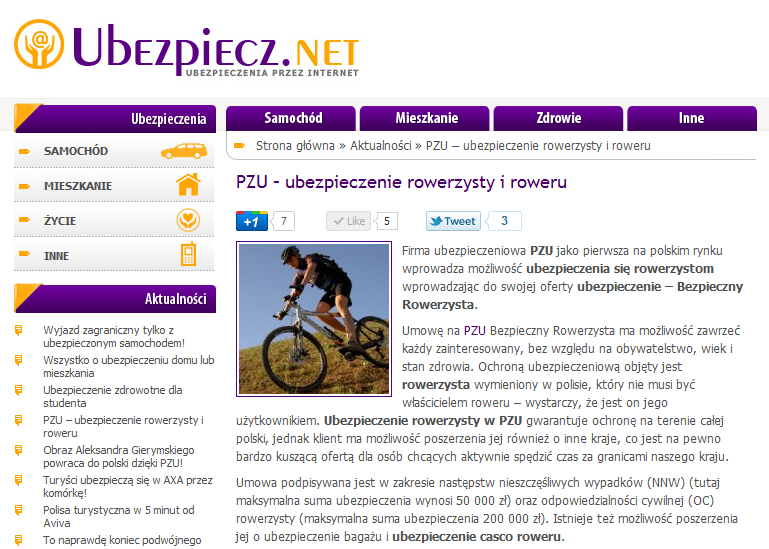 Ubezpiecz.NET
UBEZPIECZENIA PRZEZ INTERNET
Ubezpieczenia
SAMOCHÓD
MIESZKANIE
ŻYCIE
INNE
Aktualności
Wyjazd zagraniczny tylko z
ubezpieczonym samochodem!
Wszystko o ubezpieczeniu domu lub
mieszkania
Ubezpieczenie zdrowotne dla
studenta
PZU – ubezpieczenie rowerzysty i
roweru
Obraz Aleksandra Gierymskiego
powraca do polski dzięki PZU!
Turyści ubezpieczą się w AXA przez
komórkę!
Polisa turystyczna w 5 minut od
Aviva
To naprawdę koniec podwójnego
Samochód Mieszkanie Zdrowie Inne
Strona główna » Aktualności » PZU – ubezpieczenie rowerzysty i roweru
PZU – ubezpieczenie rowerzysty i roweru
+1 7 Like 5 Tweet 3
Firma ubezpieczeniowa PZU jako pierwsza na polskim rynku
wprowadza możliwość ubezpieczenia się rowerzystom
wprowadzając do swojej oferty ubezpieczenie – Bezpieczny
Rowerzysta.
Umowę na PZU Bezpieczny Rowerzysta ma możliwość zawrzeć
każdy zainteresowany, bez względu na obywatelstwo, wiek i
stan zdrowia. Ochroną ubezpieczeniową objęty jest
rowerzysta wymieniony w polisie, który nie musi być
właścicielem roweru – wystarczy, że jest on jego
użytkownikiem. Ubezpieczenie rowerzysty w PZU gwarantuje ochronę na terenie całej
polski, jednak klient ma możliwość poszerzenia jej również o inne kraje, co jest na pewno
bardzo kuszącą ofertą dla osób chcących aktywnie spędzić czas za granicami naszego kraju.
Umowa podpisywana jest w zakresie następstw nieszczęśliwych wypadków (NNW) (tutaj
maksymalna suma ubezpieczenia wynosi 50 000 zł) oraz odpowiedzialności cywilnej (OC)
rowerzysty (maksymalna suma ubezpieczenia 200 000 zł). Istnieje też możliwość poszerzenia
jej o ubezpieczenie bagażu i ubezpieczenie casco roweru.